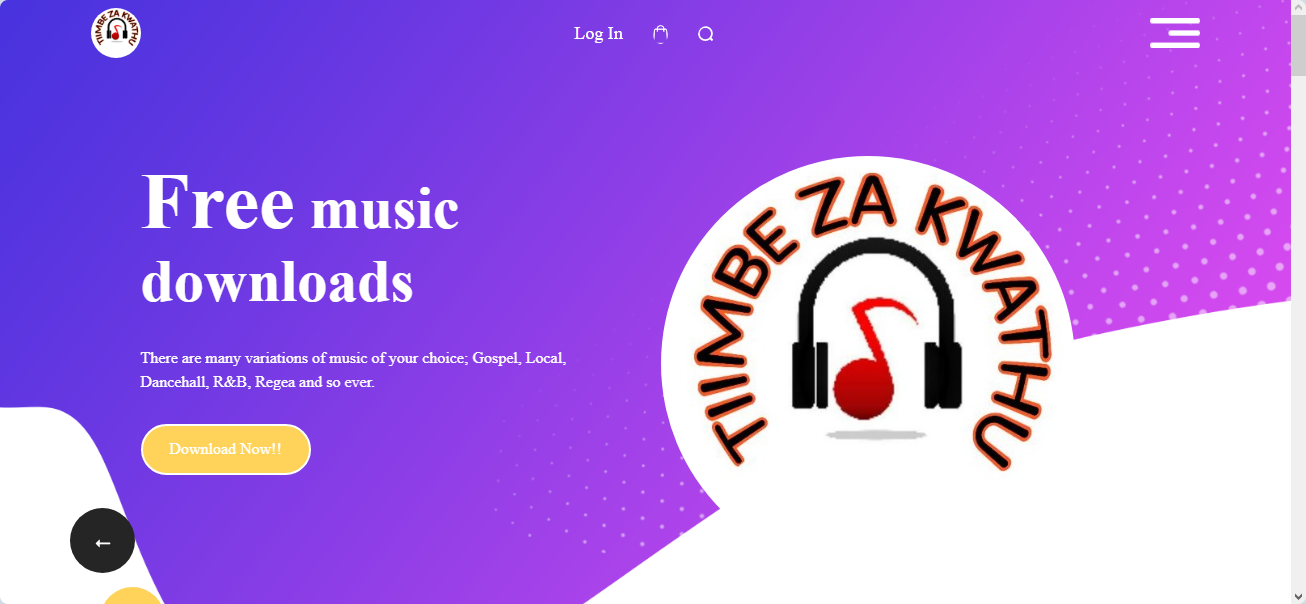 TIIMBE ZA KWATHU
Log In
Free music
downloads
There are many variations of music of your choice; Gospel, Local,
Dancehall, R&B, Regea and so ever.
Download Now!!
TIIMBE ZA KWATHU